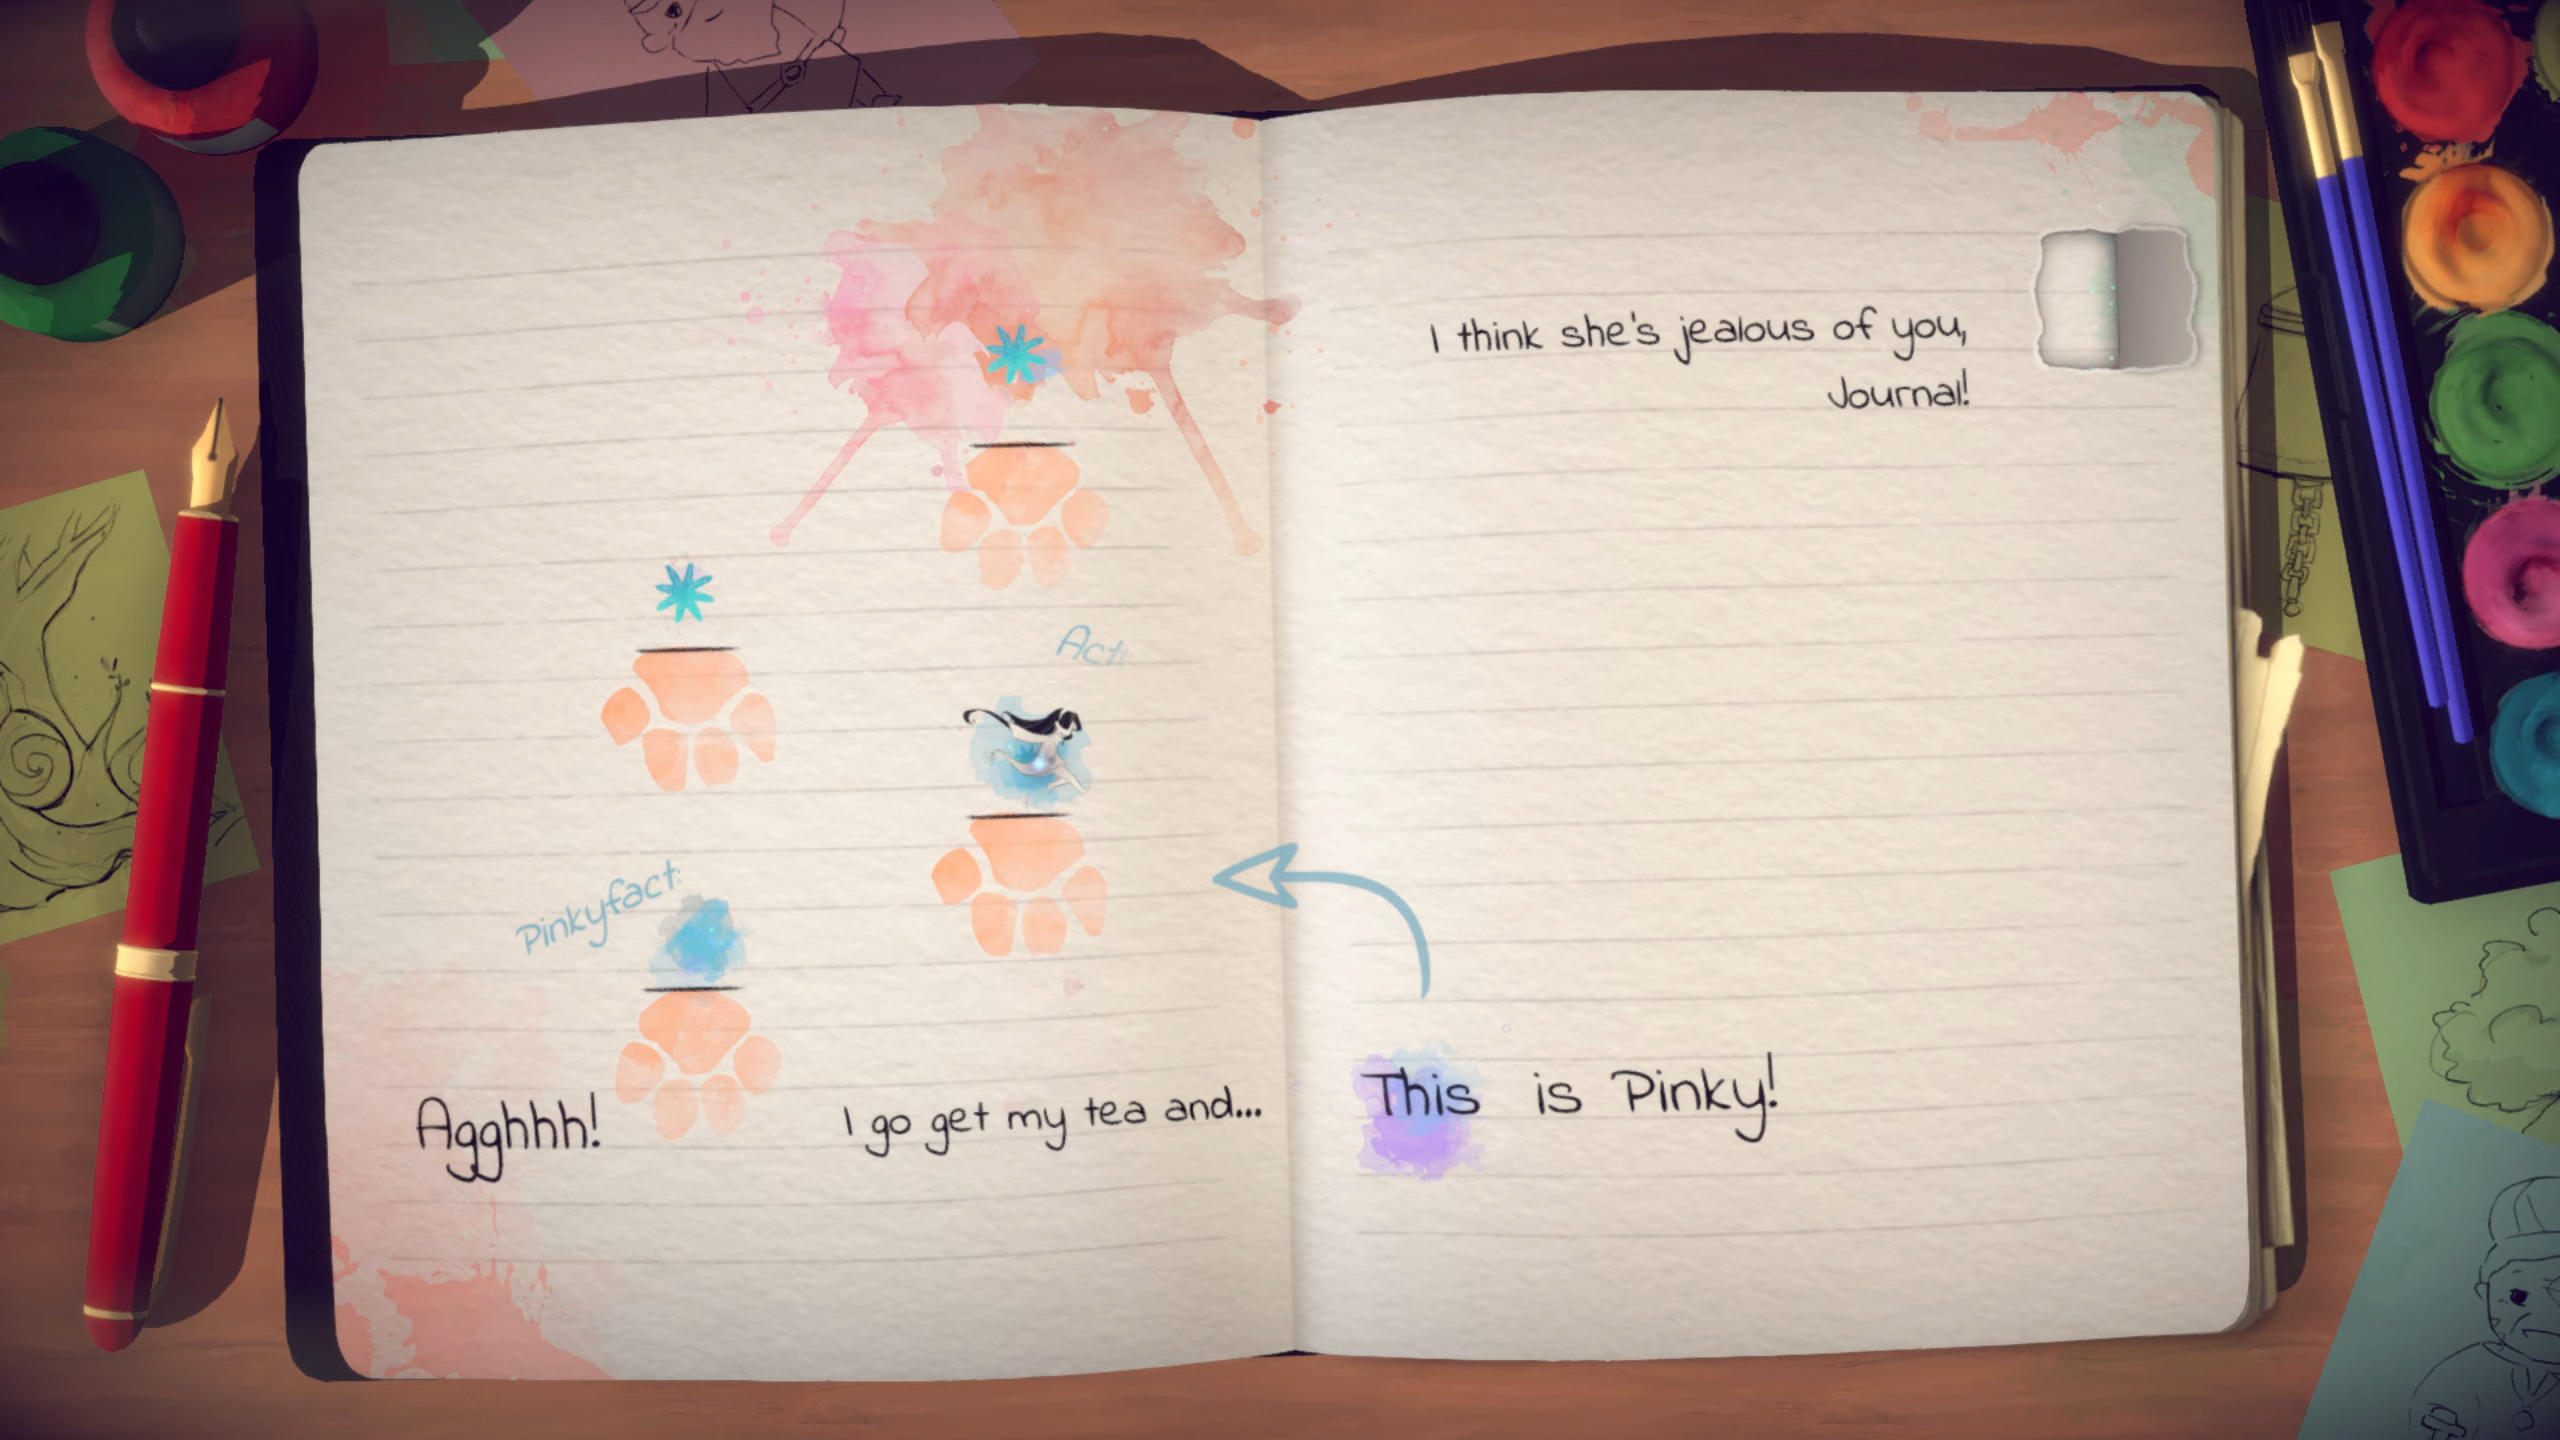 Pinkyfact:
Agghhh!
I go get my tea and...
I think she's jealous of you,
Journal!
This is Pinky!